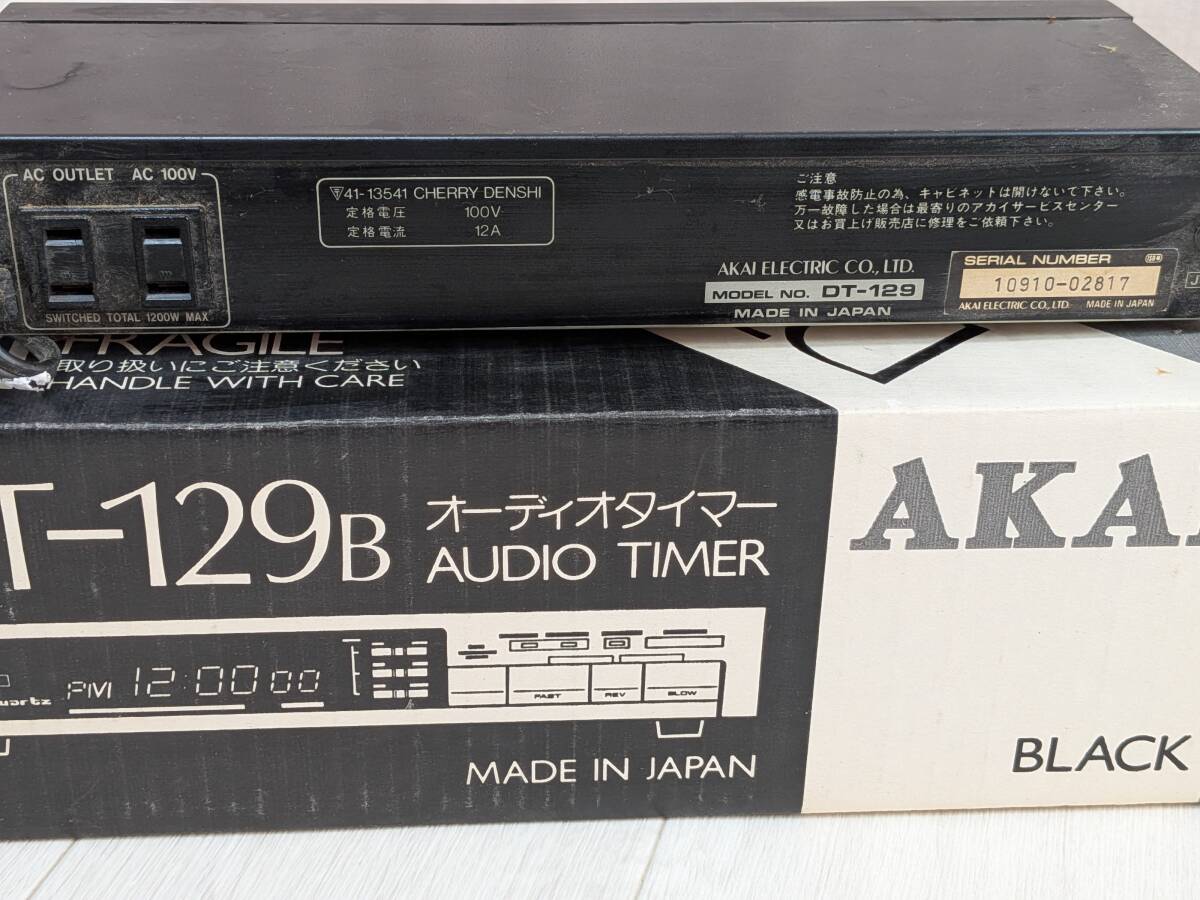 AC OUTLET AC 100V
SWITCHED TOTAL 1200W MAX
41-13541 CHERRY DENSHI
定格電圧 100V
定格電流 12A
ご注意
感電事故防止の為、キャビネットは開けないて下さい。
万一故障した場合は最寄りのアカイサービスセンター
又はお買上げ販売店に修理をご依頼下さい。
AKAI ELECTRIC CO., LTD.
MODEL NO. DT-129
MADE IN JAPAN
SERIAL NUMBER
10910-02817
AKAI ELECTRIC CO., LTD. MADE IN JAPAN
FRAGILE
取り扱いにご注意ください
HANDLE WITH CARE
T-129B
オーディオタイマー
AUDIO TIMER
AKAI
PM 12:00 00
uartz
FAST
REV
SLOW
MADE IN JAPAN
BLACK